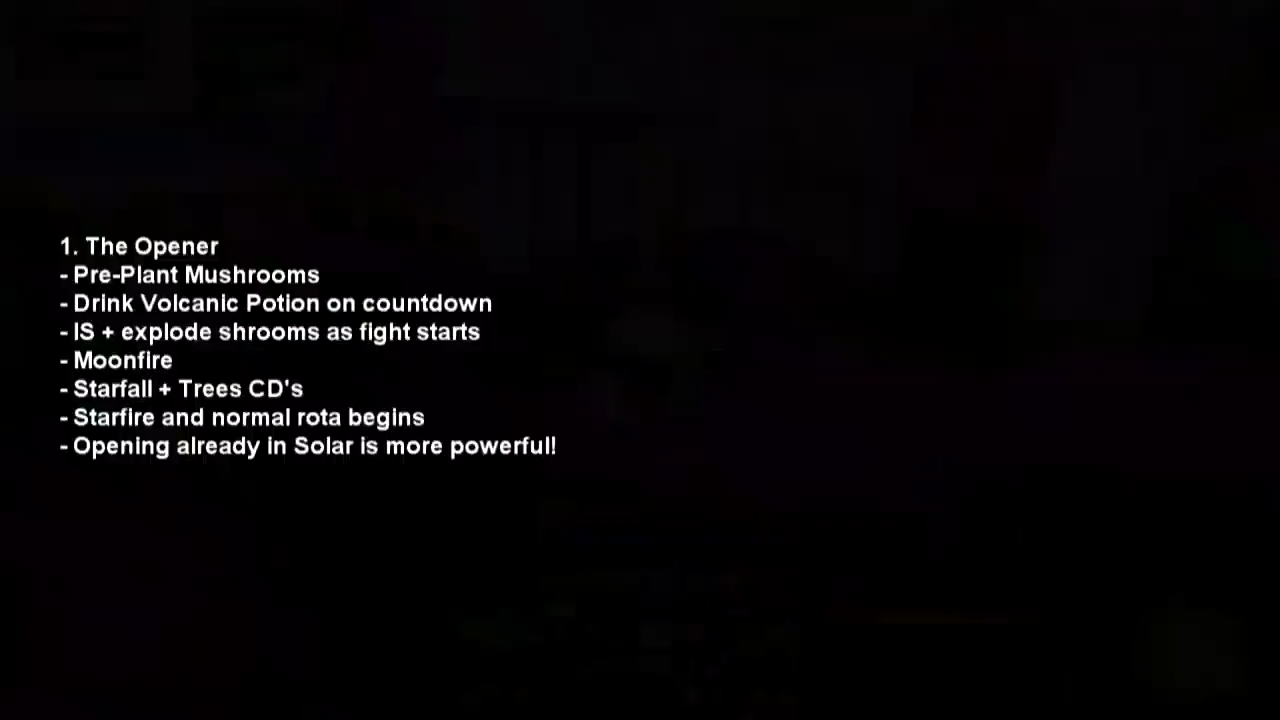 1. The Opener
- Pre-Plant Mushrooms
- Drink Volcanic Potion on countdown
- IS + explode shrooms as fight starts
- Moonfire
- Starfall + Trees CD's
- Starfire and normal rota begins
- Opening already in Solar is more powerful!